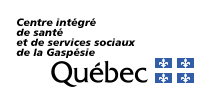 Centre intégré
de santé
et de services sociaux
de la Gaspésie
Québec